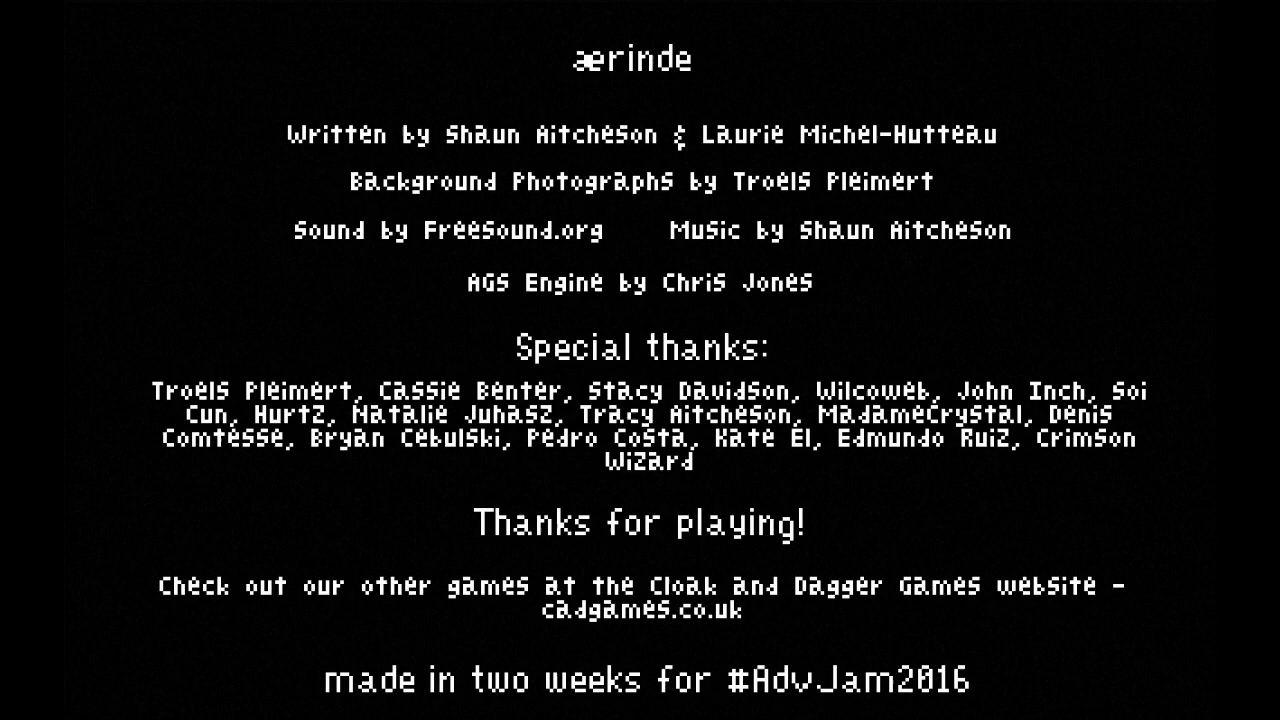 ærinde
Written by Shaun Aitcheson & Laurie Michel-Hutteau
Background Photographs by Troels Pleimert
Sound by FreeSound.org Music by Shaun Aitcheson
AGS Engine by Chris Jones
Special thanks:
Troels Pleimert, Cassie Benter, Stacy Davidson, Wilcoweb, John Inch, Soi
Cun, Hurtz, Natalie Juhasz, Tracy Aitcheson, MadameCrystal, Denis
Comtesse, Bryan Cebulski, Pedro Costa, Kate El, Edmundo Ruiz, Crimson
Wizard
Thanks for playing!
Check out our other games at the Cloak and Dagger Games website -
cadgames.co.uk
made in two weeks for #AdvJam2016